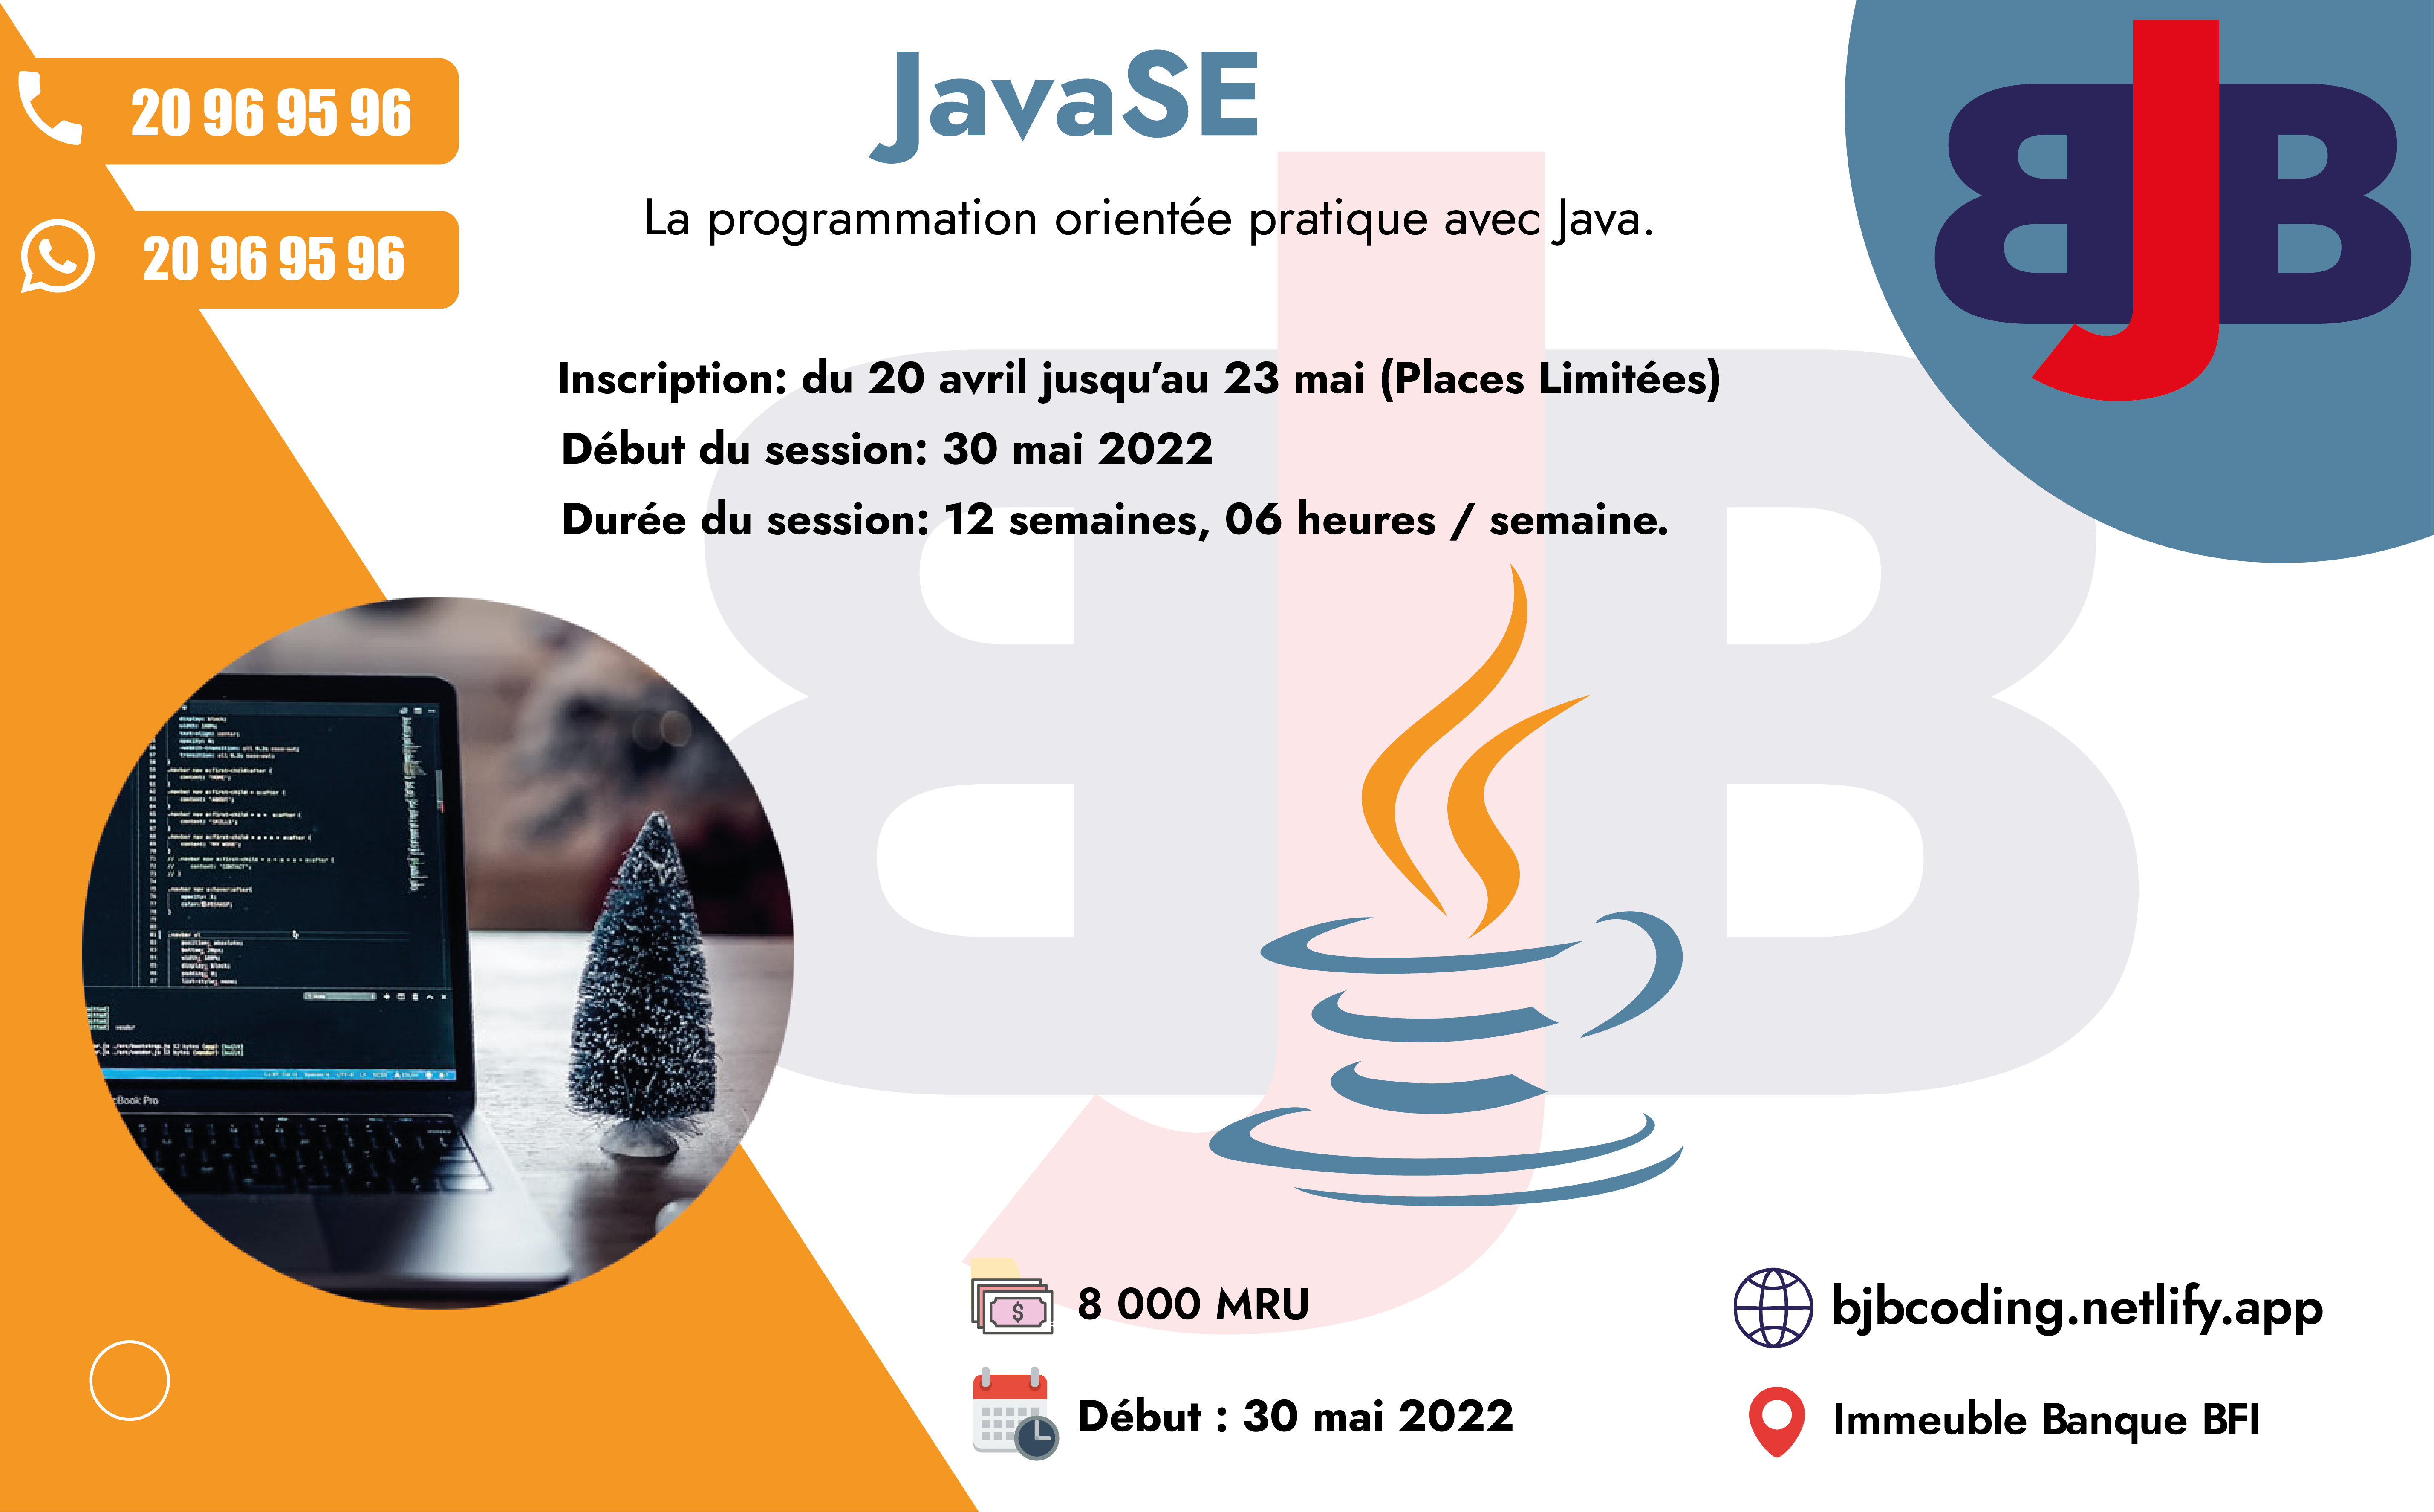 20 96 95 96
20 96 95 96
JavaSE
BJB
La programmation orientée pratique avec Java.
Inscription: du 20 avril jusqu'au 23 mai (Places Limitées)
Début du session: 30 mai 2022
Durée du session: 12 semaines, 06 heures / semaine.
8 000 MRU
Début : 30 mai 2022
bjbcoding.netlify.app
Immeuble Banque BFI